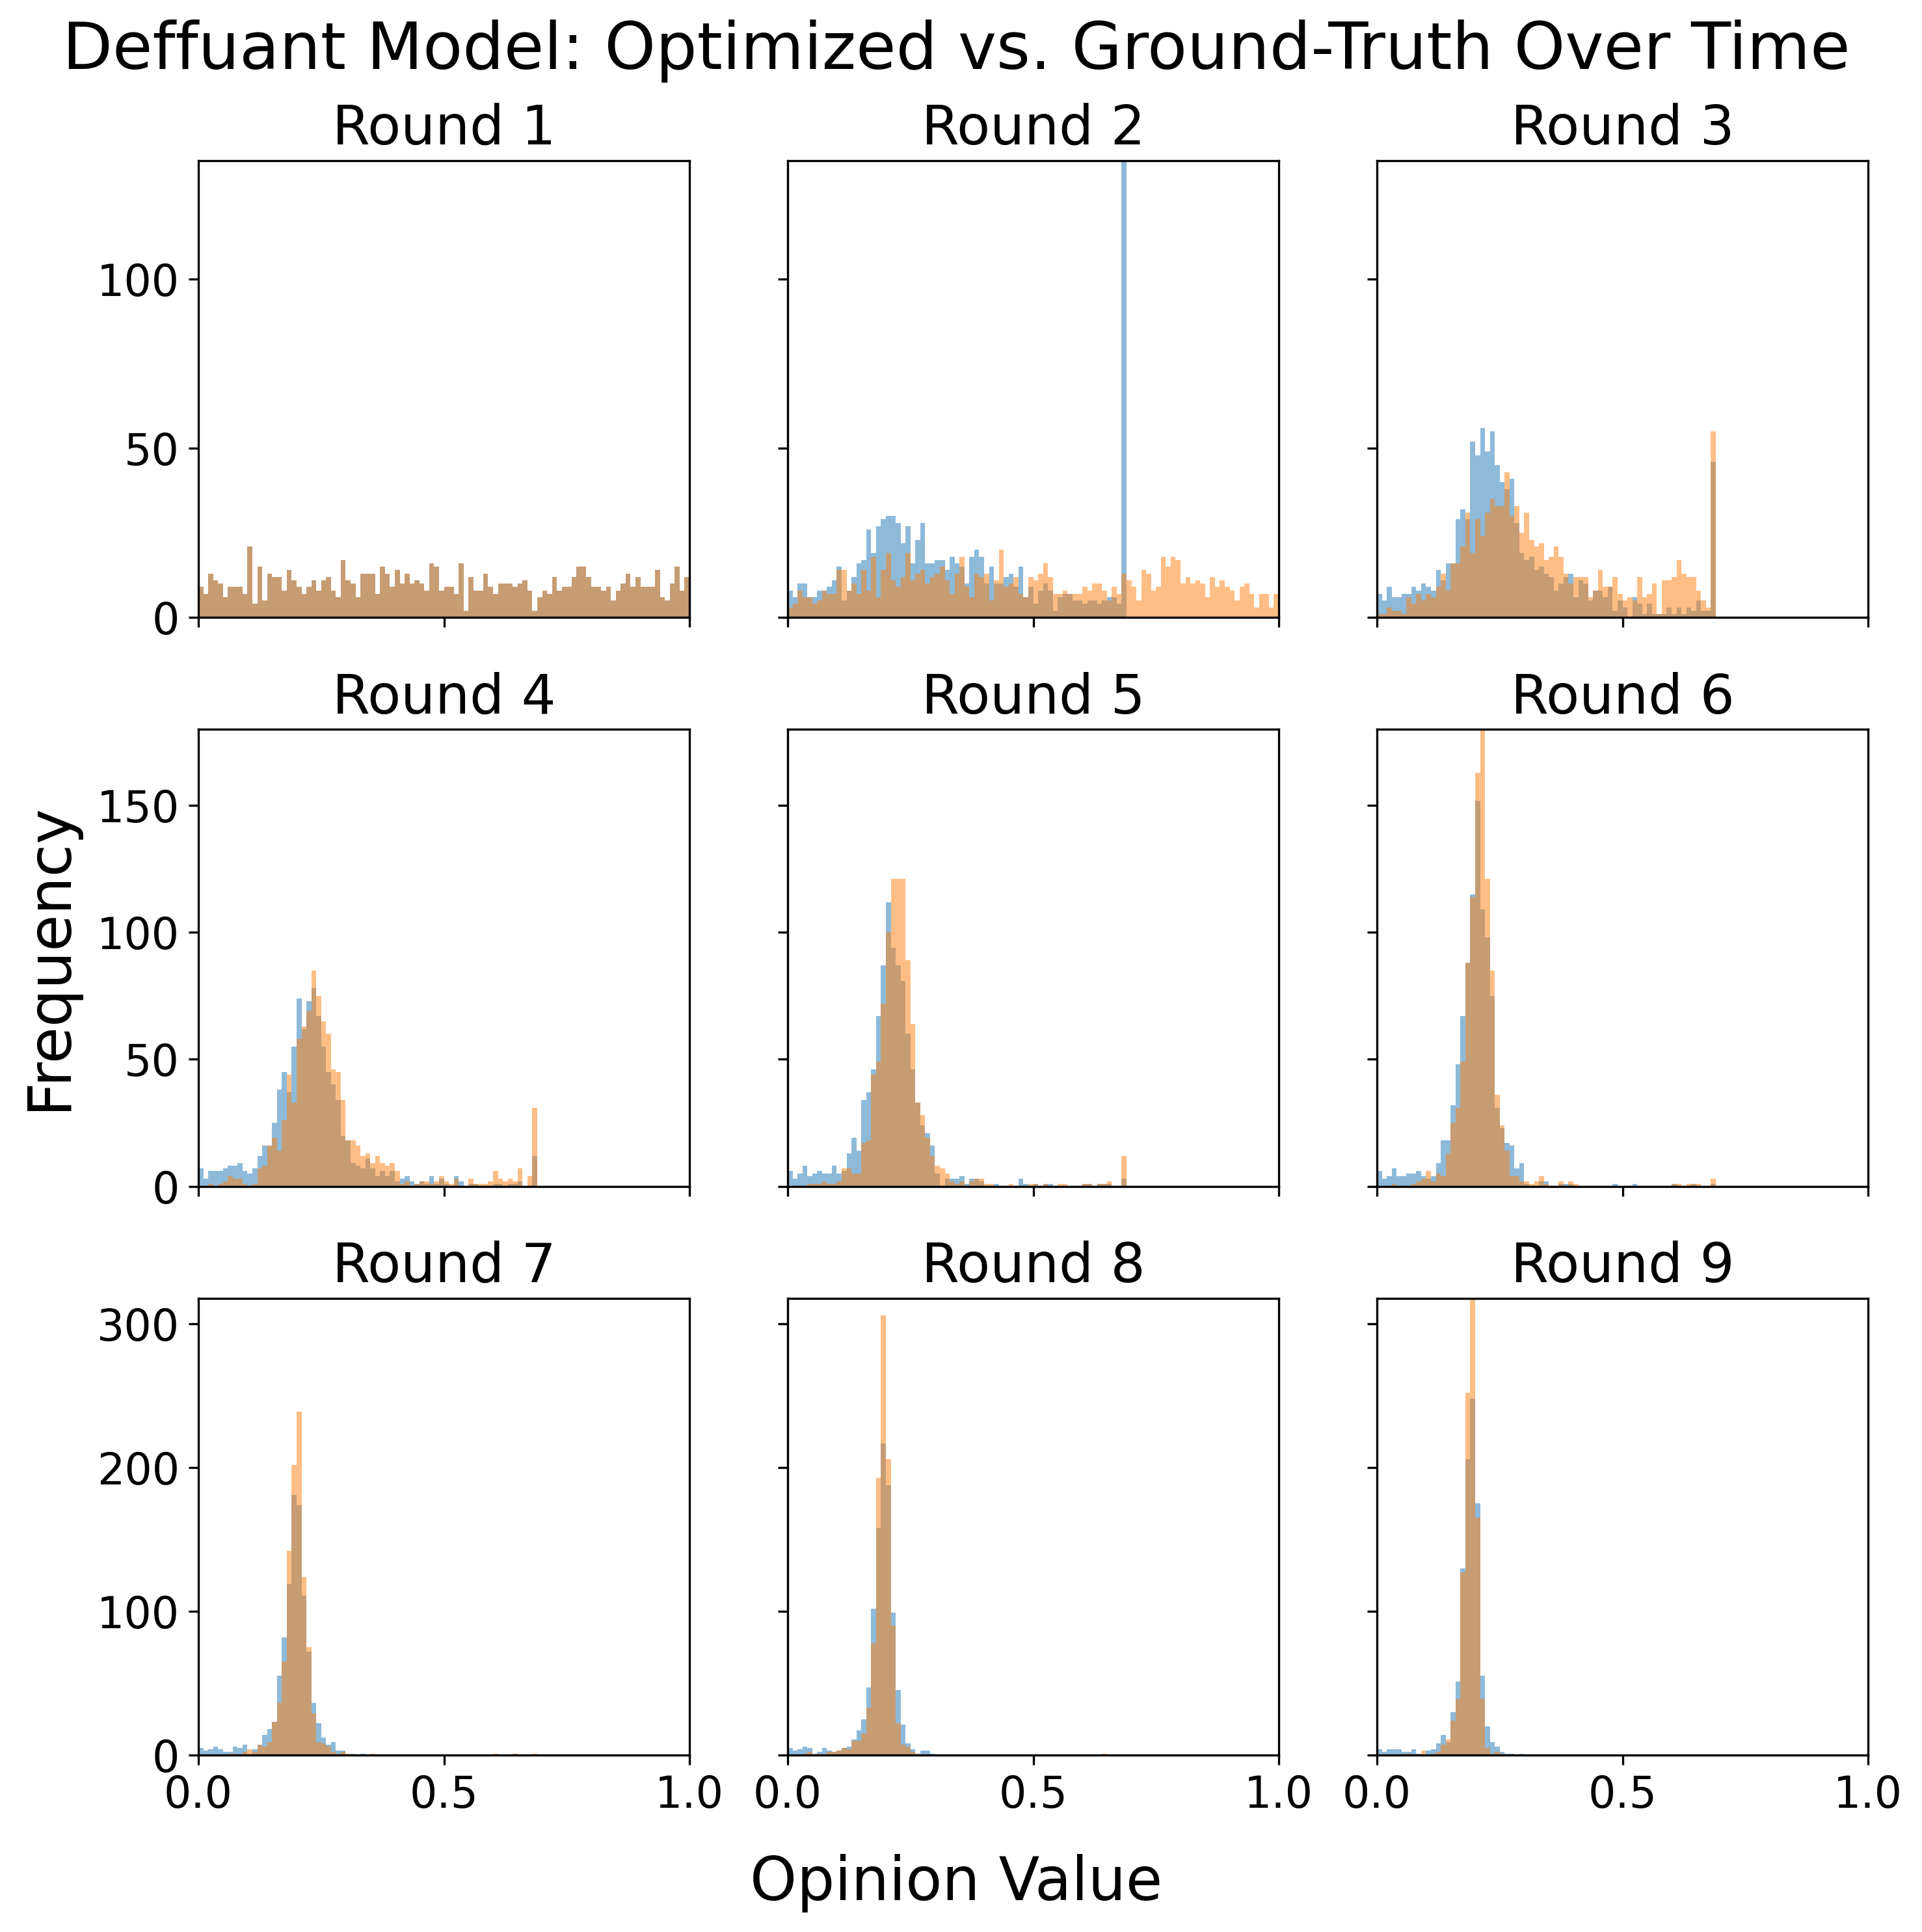 Deffuant Model: Optimized vs. Ground-Truth Over Time
Round 1
Round 2
Round 3
100
50
0
Round 4
Round 5
Round 6
150
100
50
0
Frequency
Round 7
Round 8
Round 9
300
200
100
0
0.0 0.5 1.0 0.0 0.5 1.0 0.0 0.5 1.0
Opinion Value